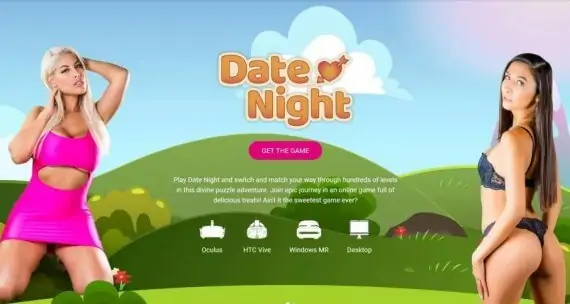 Date
Night
GET THE GAME
Play Date Night and switch and match your way through hundreds of levels
in this divine puzzle adventure. Join epic journey in an online game full of
delicious treats! Ain't it the sweetest game ever?
Oculus
HTC Vive
Windows MR
Desktop